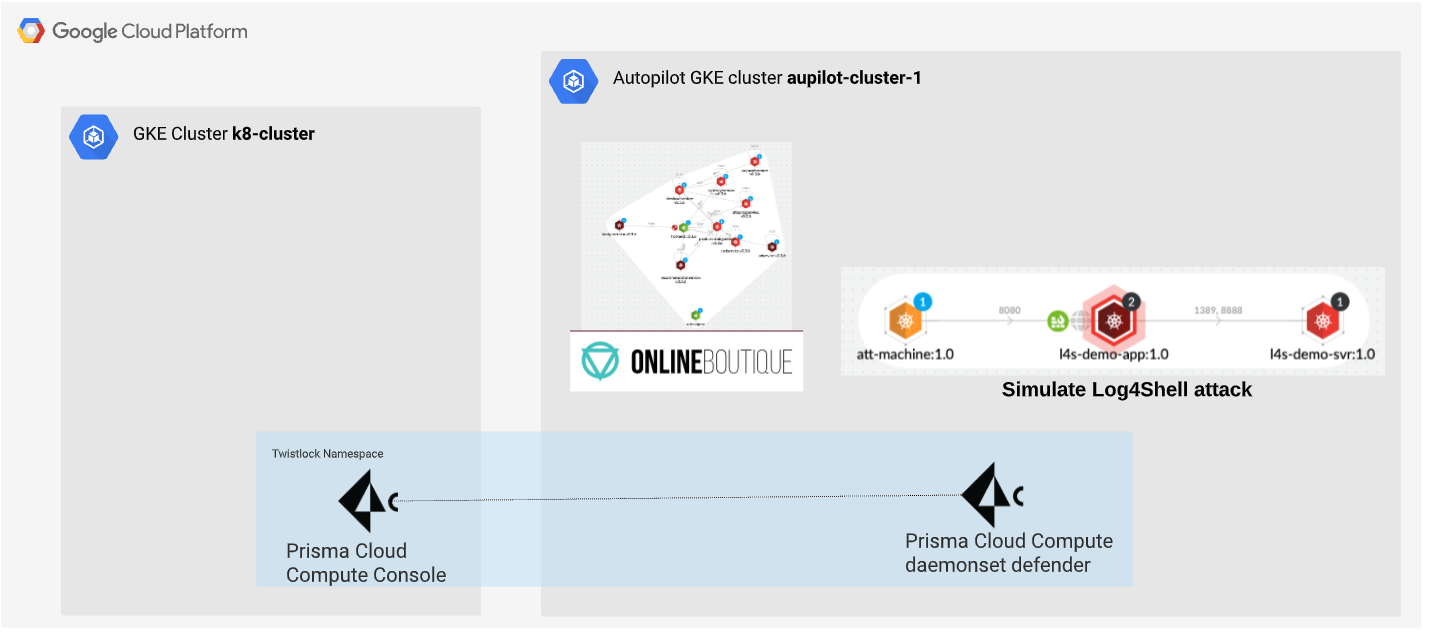 Google Cloud Platform
Autopilot GKE cluster aupilot-cluster-1
GKE Cluster k8-cluster
ONLINEBOUTIQUE
1
2
1
8080
1389, 8888
att-machine:1.0
l4s-demo-app:1.0
l4s-demo-svr:1.0
Simulate Log4Shell attack
Twistlock Namespace
Prisma Cloud
Compute Console
Prisma Cloud Compute
daemonset defender